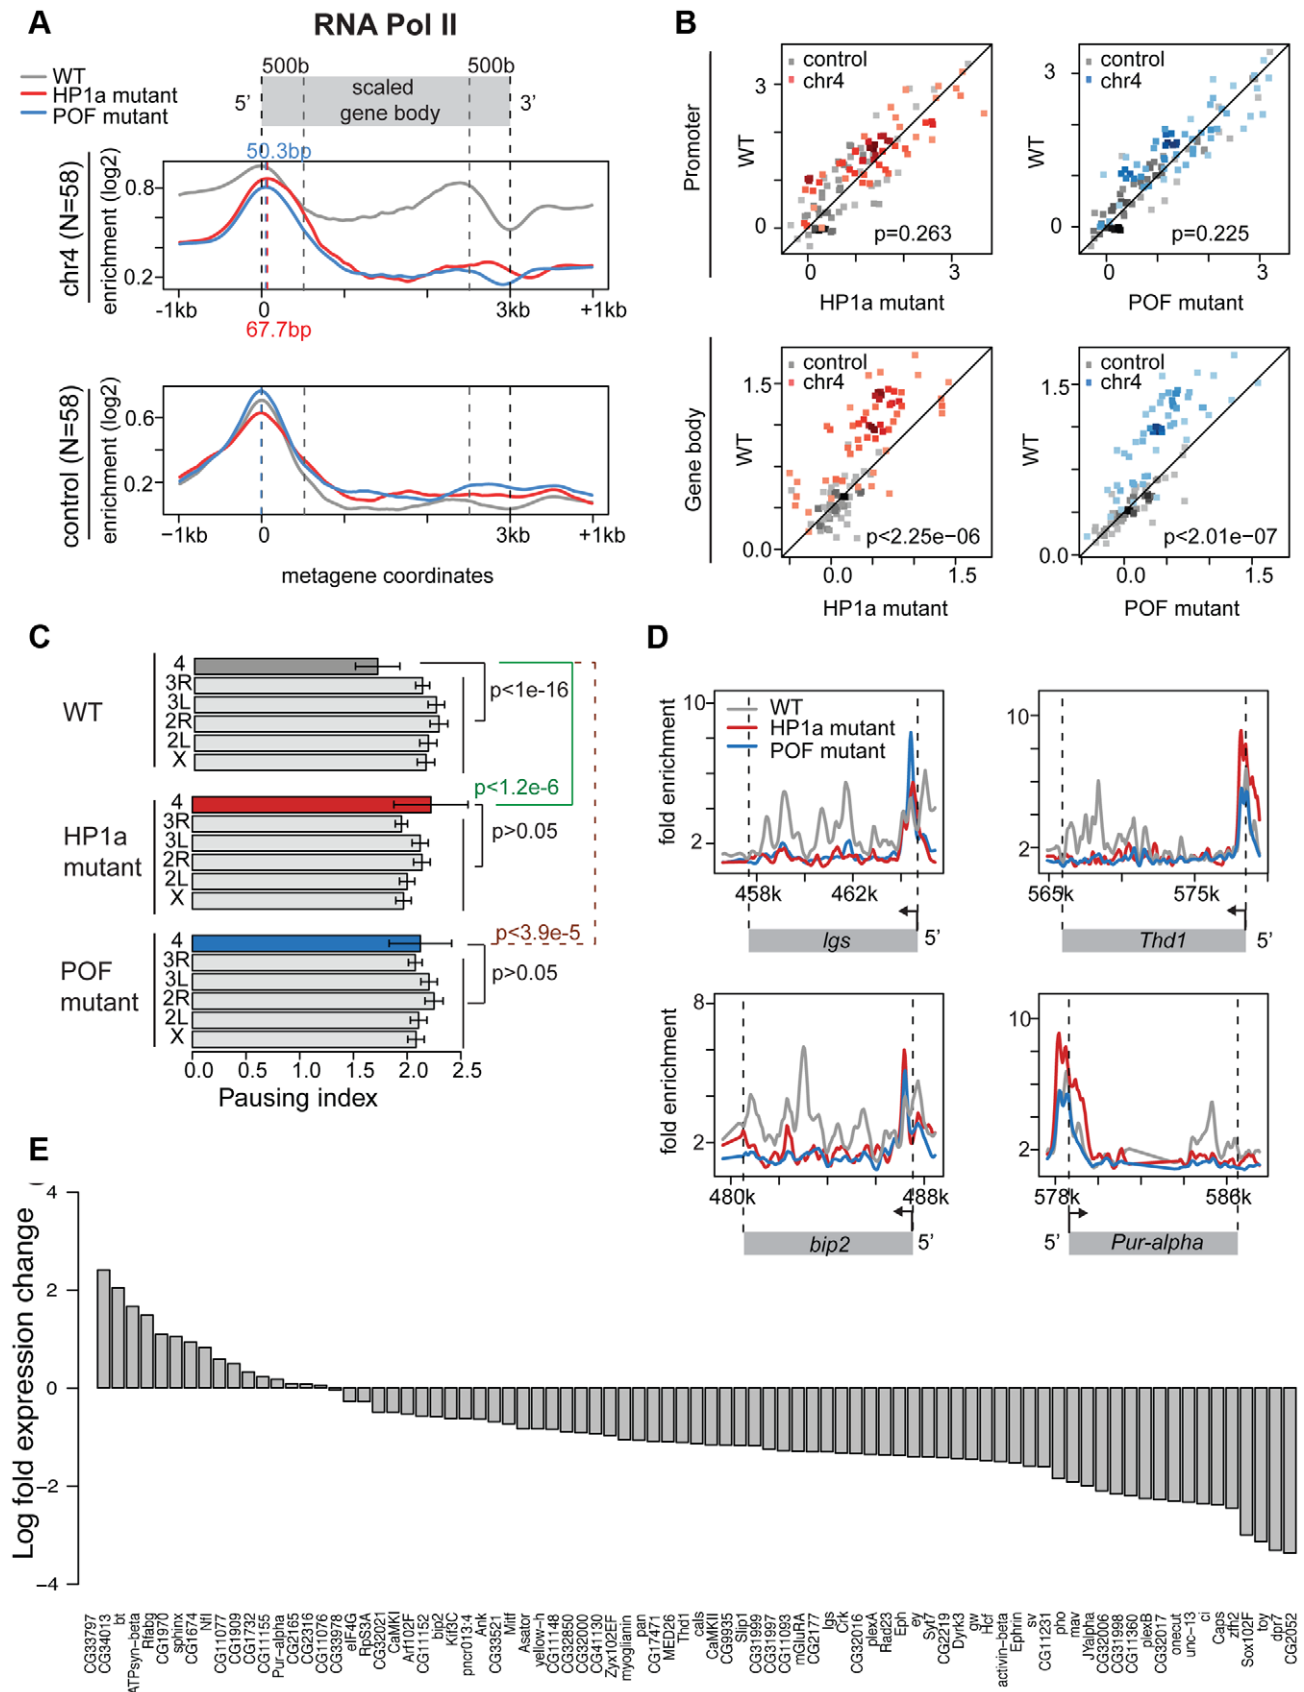 A
RNA Pol II
WT
HP1a mutant
POF mutant
500b
500b
5’
scaled
gene body
3’
chr4 (N=58)
enrichment (log2)
50.3bp
0.8
0.2
-1kb
0
3kb
+1kb
67.7bp
control (N=58)
enrichment (log2)
0.6
0.2
−1kb
0
3kb
+1kb
metagene coordinates
B
Promoter
WT
control
chr4
3
0
p=0.263
0
3
HP1a mutant
WT
control
chr4
3
0
p=0.225
0
3
POF mutant
Gene body
WT
control
chr4
1.5
0.0
p<2.25e−06
0.0
1.5
HP1a mutant
WT
control
chr4
1.5
0.0
p<2.01e−07
0.0
1.5
POF mutant
C
WT
4
3R
3L
2R
2L
X
p<1e-16
p<1.2e-6
HP1a
mutant
4
3R
3L
2R
2L
X
p>0.05
p<3.9e-5
POF
mutant
4
3R
3L
2R
2L
X
p>0.05
0.0
0.5
1.0
1.5
2.0
2.5
Pausing index
D
fold enrichment
10
2
WT
HP1a mutant
POF mutant
458k
462k
lgs
5’
10
2
565k
575k
Thd1
5’
fold enrichment
8
2
480k
488k
bip2
5’
10
2
578k
586k
5’
Pur-alpha
E
Log fold expression change
4
2
0
−2
−4
CG33797
CG34013
bt
ATPsyn-beta
Rfabg
CG1970
sphinx
CG1674
Nfl
CG11077
CG1909
CG1732
CG11155
Pur-alpha
CG2165
CG2316
CG11076
CG33978
eIF4G
RpS3A
CG32021
CaMKI
Arf102F
CG11152
bip2
Kif3C
pncr013:4
Ank
CG33521
Mitf
Asator
yellow-h
CG11148
CG32850
CG32000
CG41130
Zyx102EF
myoglianin
pan
CG17471
MED26
Thd1
cals
CaMKII
CG9935
Slip1
CG31999
CG31997
CG11093
mGluRA
CG2177
lgs
Crk
CG32016
plexA
Rad23
Eph
ey
Syt7
CG2219
Dyrk3
gw
Hcf
activin-beta
Ephrin
sv
CG11231
pho
mav
JYalpha
CG32006
CG31998
CG11360
plexB
CG32017
onecut
unc-13
ci
Caps
zfh2
Sox102F
toy
dpr7
CG2052